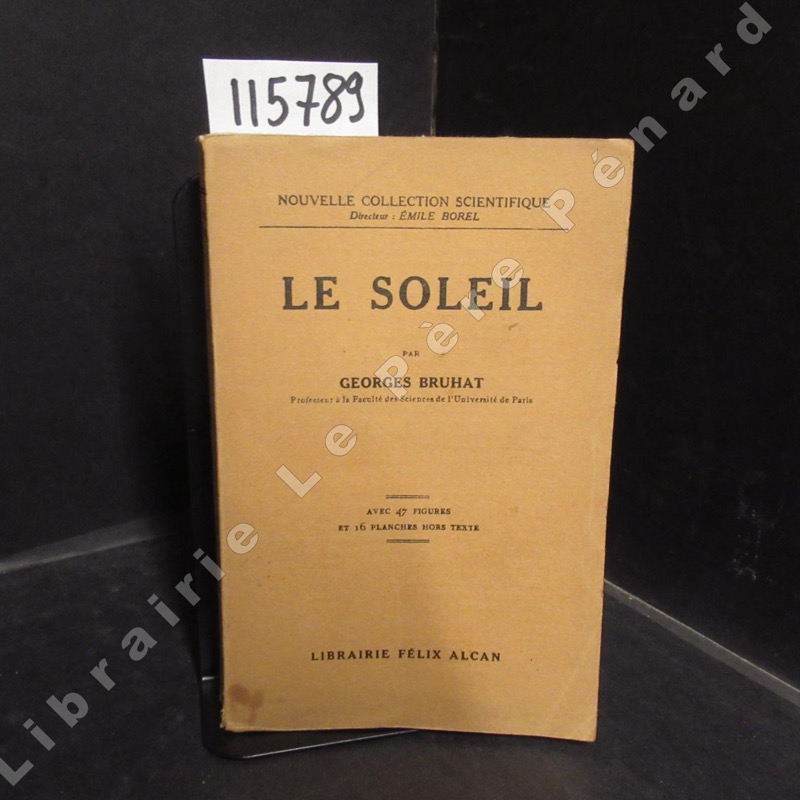 115789
NOUVELLE COLLECTION SCIENTIFIQUE
Directeur : ÉMILE BOREL
LE SOLEIL
PAR
GEORGES BRUHAT
Professeur à la Faculté des Sciences de l'Université de Paris
AVEC 47 FIGURES
ET 16 PLANCHES HORS TEXTE
LIBRAIRIE FÉLIX ALCAN
Librairie Le Père Pénard